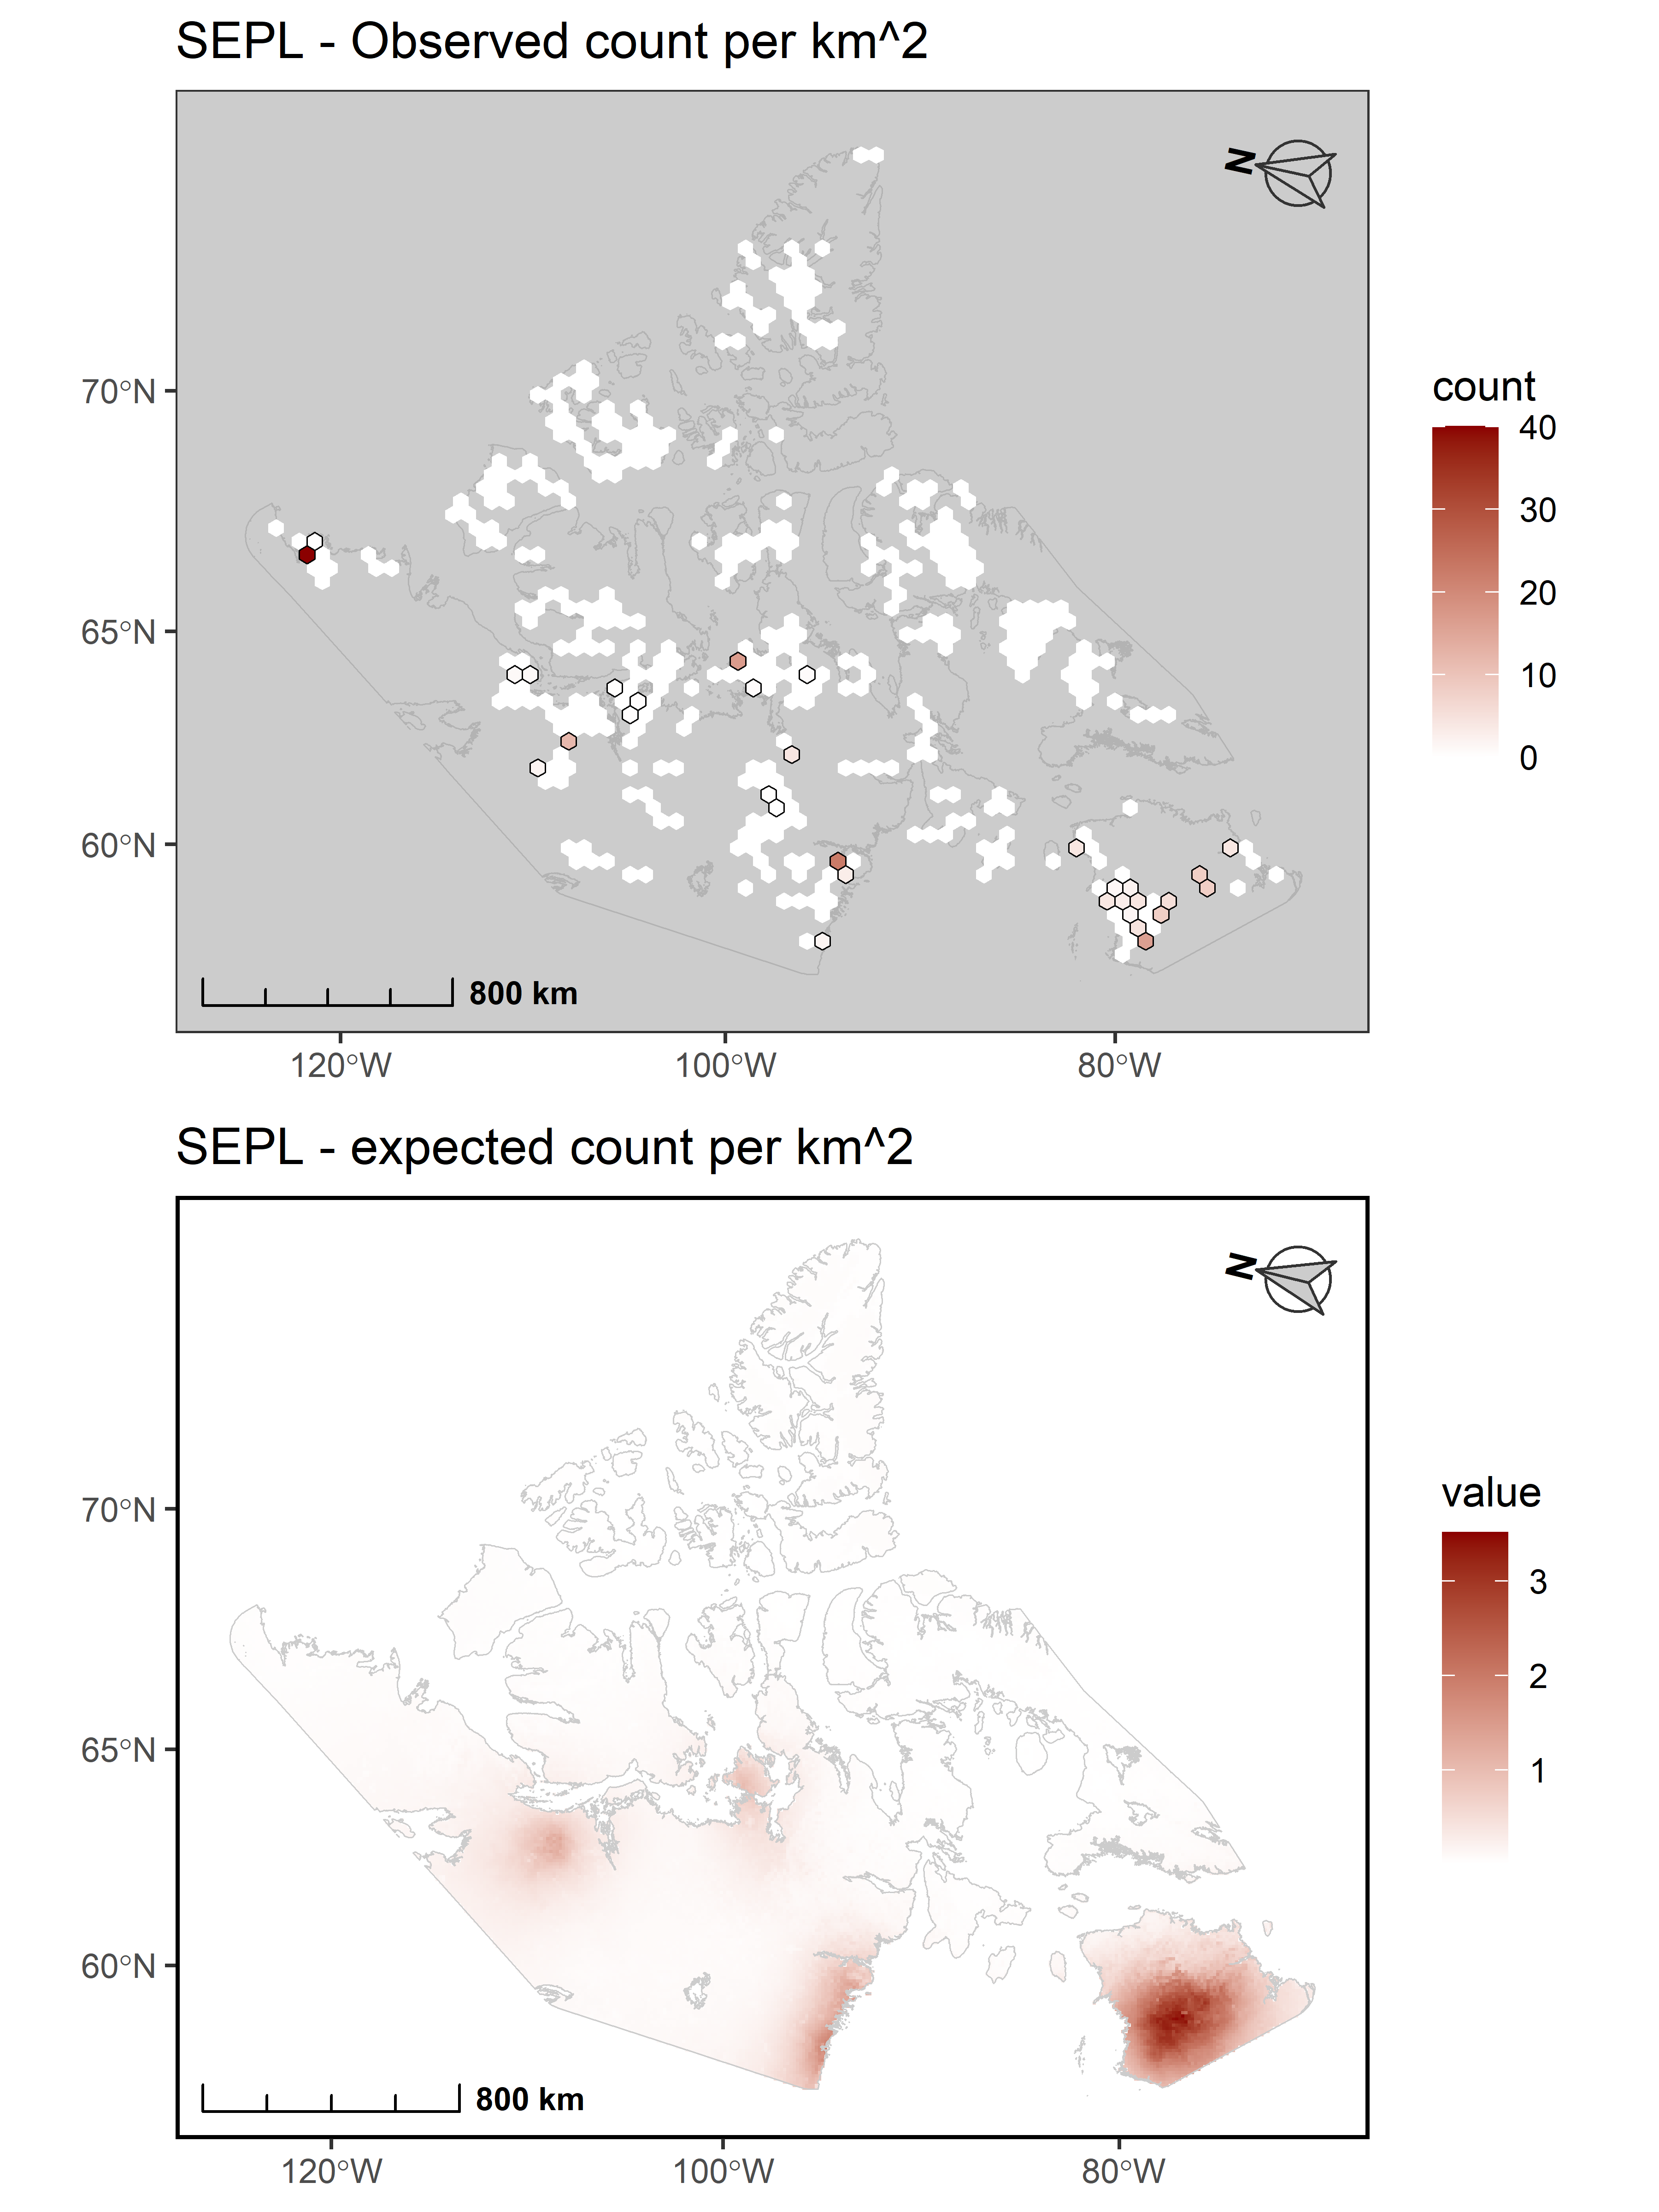 SEPL - Observed count per km^2
N
70°N
65°N
60°N
800 km
120°W
100°W
80°W
count
40
30
20
10
0
SEPL - expected count per km^2
N
70°N
65°N
60°N
800 km
120°W
100°W
80°W
value
3
2
1